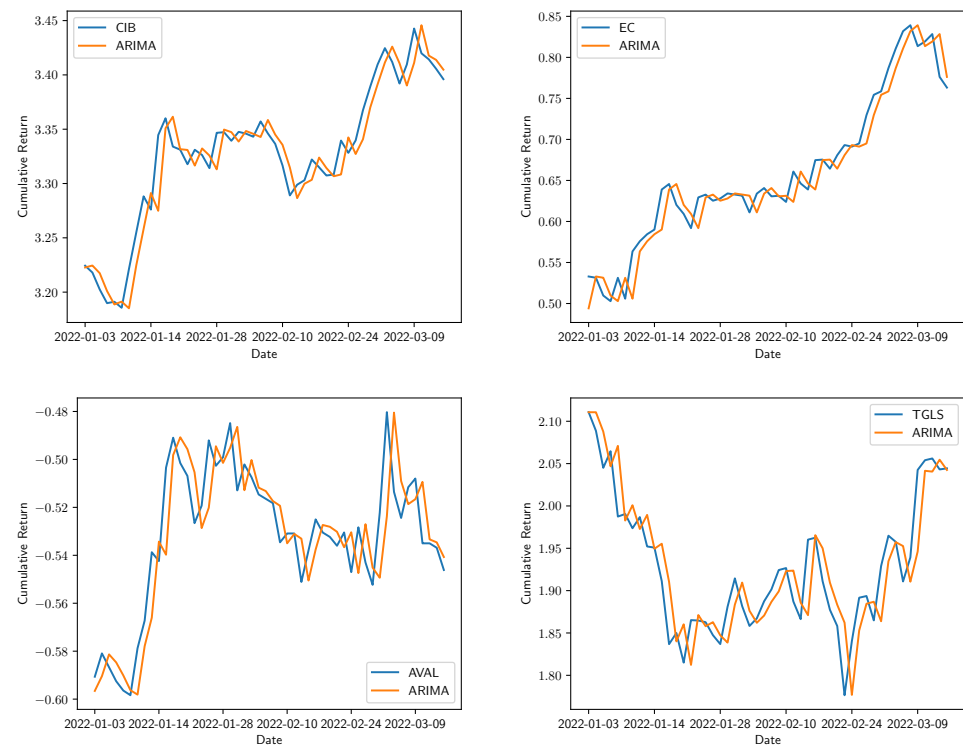 CIB
ARIMA
3.45
3.40
3.35
3.30
3.25
3.20
Cumulative Return
2022-01-03 2022-01-14 2022-01-28 2022-02-10 2022-02-24 2022-03-09
Date
EC
ARIMA
0.85
0.80
0.75
0.70
0.65
0.60
0.55
0.50
Cumulative Return
2022-01-03 2022-01-14 2022-01-28 2022-02-10 2022-02-24 2022-03-09
Date
−0.48
−0.50
−0.52
−0.54
−0.56
−0.58
−0.60
Cumulative Return
AVAL
ARIMA
2022-01-03 2022-01-14 2022-01-28 2022-02-10 2022-02-24 2022-03-09
Date
TGLS
ARIMA
2.10
2.05
2.00
1.95
1.90
1.85
1.80
Cumulative Return
2022-01-03 2022-01-14 2022-01-28 2022-02-10 2022-02-24 2022-03-09
Date